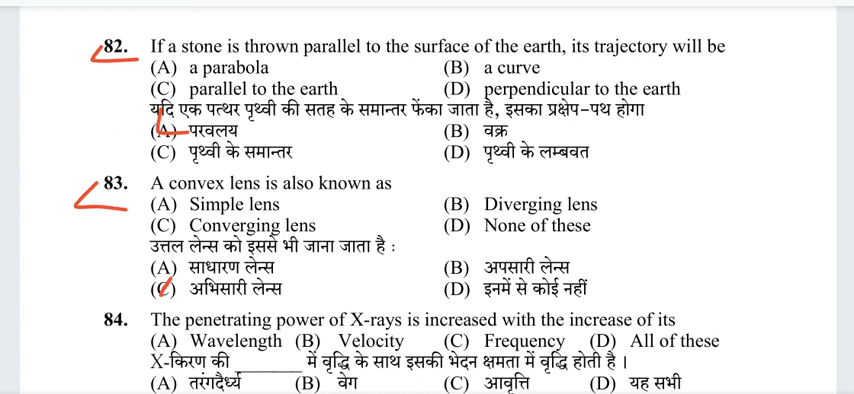 82. If a stone is thrown parallel to the surface of the earth, its trajectory will be
(A) a parabola (B) a curve
(C) parallel to the earth (D) perpendicular to the earth
यदि एक पत्थर पृथ्वी की सतह के समान्तर फेंका जाता है, इसका प्रक्षेप-पथ होगा
(A) परवलय (B) वक्र
(C) पृथ्वी के समान्तर (D) पृथ्वी के लम्बवत
83. A convex lens is also known as
(A) Simple lens (B) Diverging lens
(C) Converging lens (D) None of these
उत्तल लेन्स को इससे भी जाना जाता है :
(A) साधारण लेन्स (B) अपसारी लेन्स
(C) अभिसारी लेन्स (D) इनमें से कोई नहीं
84. The penetrating power of X-rays is increased with the increase of its
(A) Wavelength (B) Velocity (C) Frequency (D) All of these
X-किरण की ________ में वृद्धि के साथ इसकी भेदन क्षमता में वृद्धि होती है ।
(A) तरंगदैर्ध्य (B) वेग (C) आवृत्ति (D) यह सभी